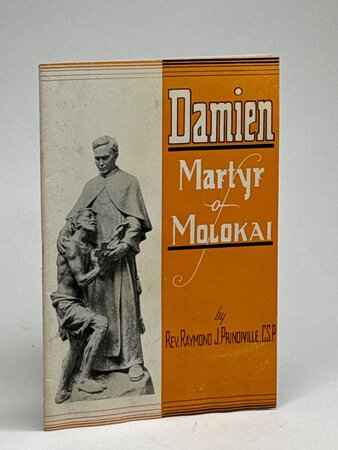 Damien
Martyr
of
MOLOKAI
by
REV. RAYMOND J. PRINDIVILLE, C.S.P.